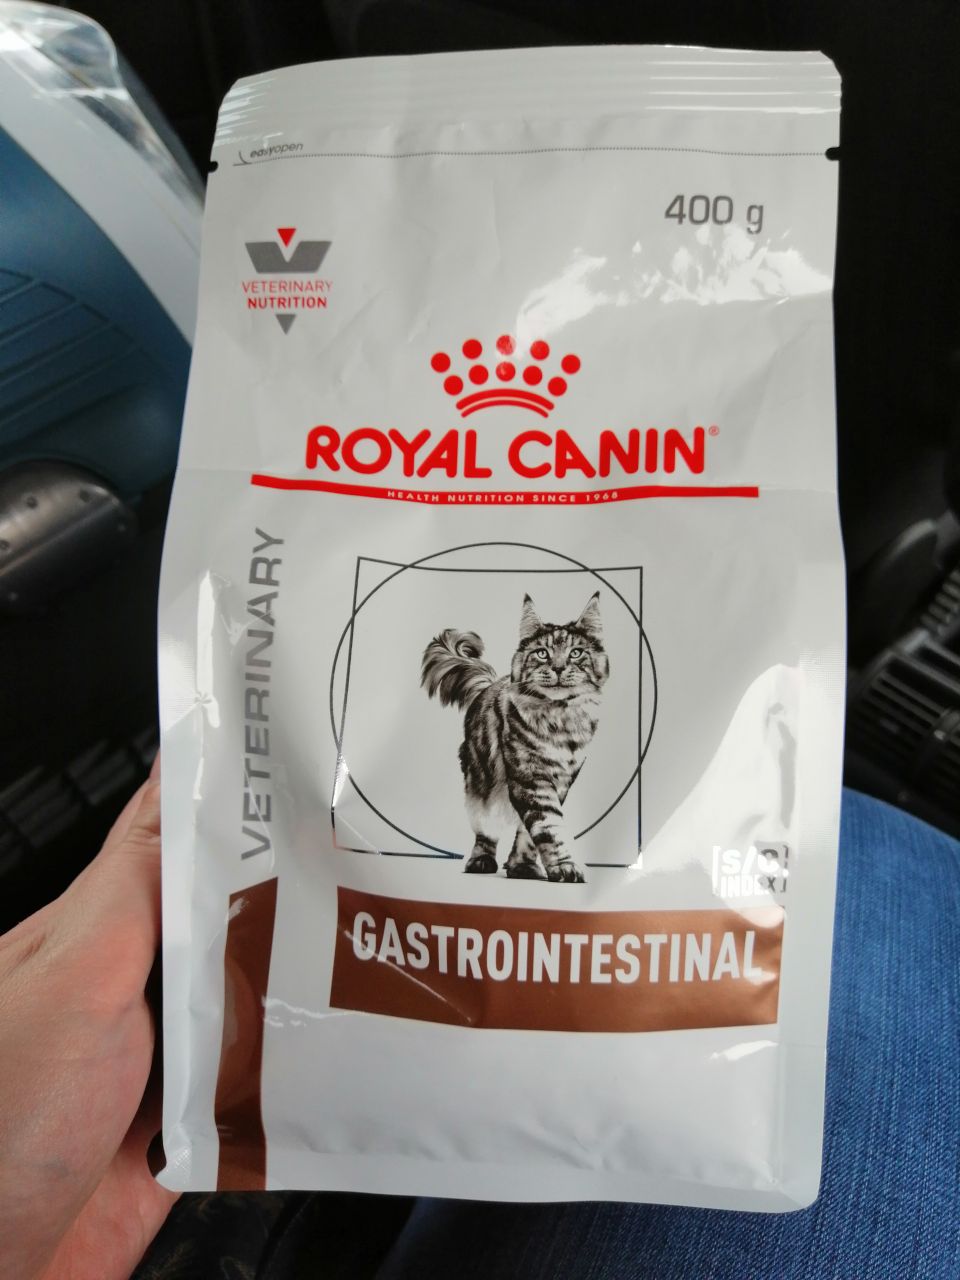 easyopen
400 g
VETERINARY
NUTRITION
ROYAL CANIN®
HEALTH NUTRITION SINCE 1968
VETERINARY
[S/O]
INDEX]
GASTROINTESTINAL